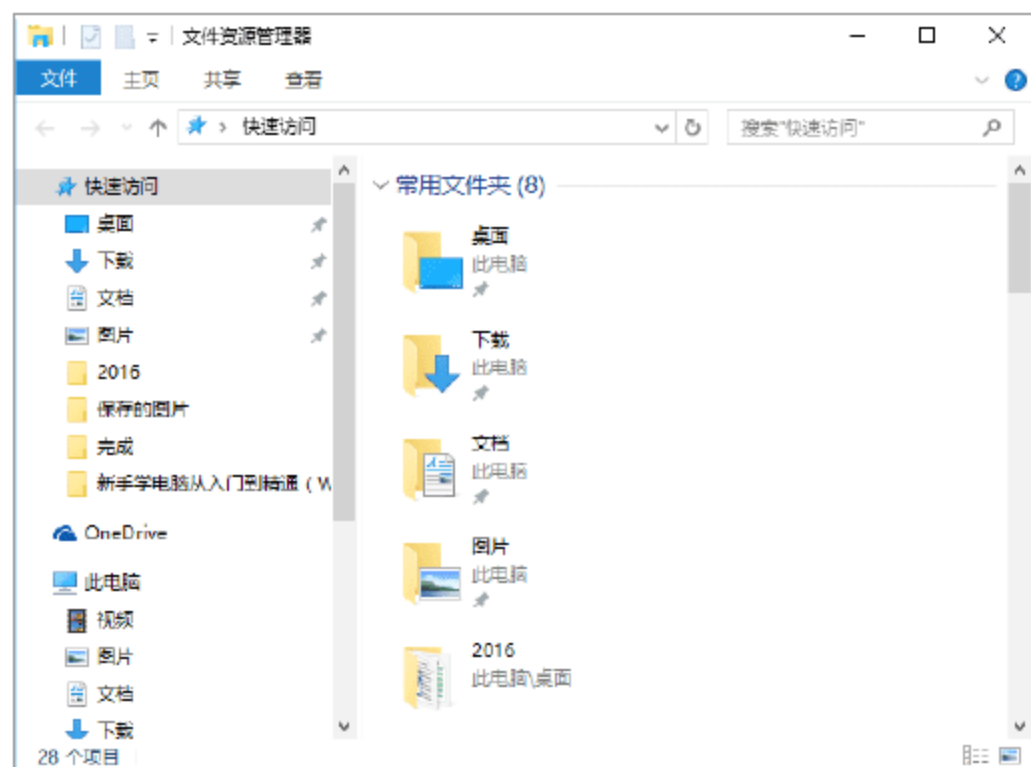 文件资源管理器
文件 主页 共享 查看
快速访问 搜索"快速访问"
快速访问
桌面
下载
文档
图片
2016
保存的图片
完成
新手学电脑从入门到精通（W
OneDrive
此电脑
视频
图片
文档
下载
常用文件夹 (8)
桌面
此电脑
下载
此电脑
文档
此电脑
图片
此电脑
2016
此电脑\桌面
28 个项目